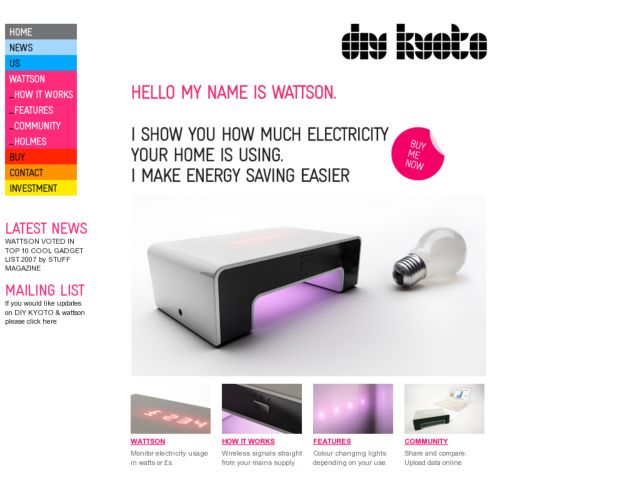 HOME
NEWS
US
WATTSON
_HOW IT WORKS
_FEATURES
_COMMUNITY
_HOLMES
BUY
CONTACT
INVESTMENT
LATEST NEWS
WATTSON VOTED IN
TOP 10 COOL GADGET
LIST 2007 by STUFF
MAGAZINE
MAILING LIST
If you would like updates
on DIY KYOTO & wattson
please click here
diy kyoto
HELLO MY NAME IS WATTSON.
I SHOW YOU HOW MUCH ELECTRICITY
YOUR HOME IS USING.
I MAKE ENERGY SAVING EASIER
BUY
ME
NOW
£234
WATTSON
Monitor electricity usage
in watts or £s.
HOW IT WORKS
Wireless signals straight
from your mains supply.
FEATURES
Colour changing lights
depending on your use.
COMMUNITY
Share and compare.
Upload data online